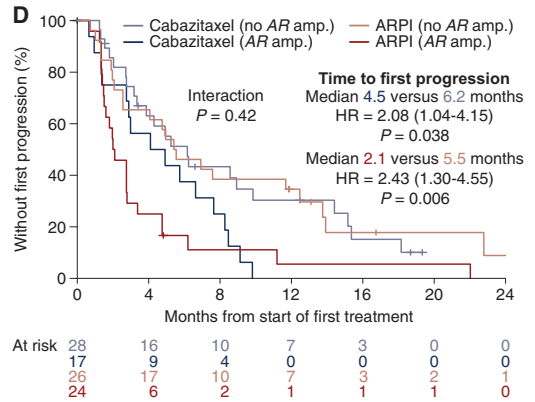 D
Cabazitaxel (no AR amp.) ARPI (no AR amp.)
Cabazitaxel (AR amp.) ARPI (AR amp.)
Without first progression (%)
100
80
60
40
20
0
Interaction
P = 0.42
Time to first progression
Median 4.5 versus 6.2 months
HR = 2.08 (1.04-4.15)
P = 0.038
Median 2.1 versus 5.5 months
HR = 2.43 (1.30-4.55)
P = 0.006
0 4 8 12 16 20 24
Months from start of first treatment
At risk 28 16 10 7 3 0 0
17 9 4 0 0 0 0
26 17 10 7 3 2 1
24 6 2 1 1 1 0